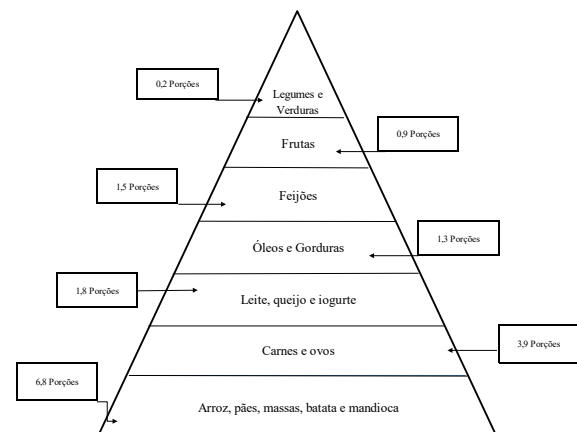 0,2 Porções
Legumes e
Verduras
0,9 Porções
Frutas
1,5 Porções
Feijões
1,3 Porções
Óleos e Gorduras
1,8 Porções
Leite, queijo e iogurte
3,9 Porções
Carnes e ovos
6,8 Porções
Arroz, pães, massas, batata e mandioca